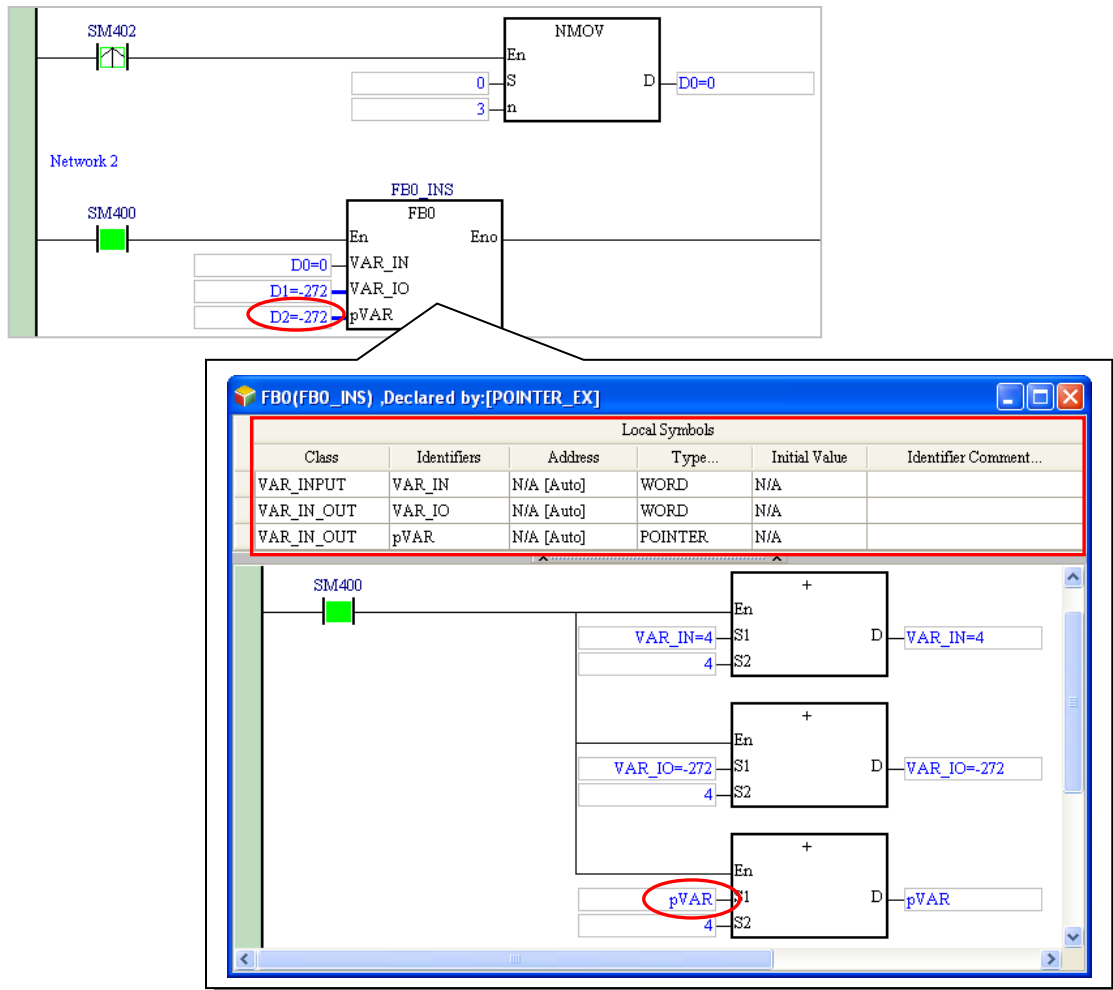 SM402
NMOV
En
0 S D D0=0
3 n
Network 2
FB0_INS
SM400 FB0
En Eno
D0=0 VAR_IN
D1=-272 VAR_IO
D2=-272 pVAR
FB0(FB0_INS) ,Declared by:[POINTER_EX]
Local Symbols
Class Identifiers Address Type... Initial Value Identifier Comment...
VAR_INPUT VAR_IN N/A [Auto] WORD N/A
VAR_IN_OUT VAR_IO N/A [Auto] WORD N/A
VAR_IN_OUT pVAR N/A [Auto] POINTER N/A
SM400 +
En
VAR_IN=4 S1 D VAR_IN=4
4 S2
+
En
VAR_IO=-272 S1 D VAR_IO=-272
4 S2
+
En
pVAR S1 D pVAR
4 S2